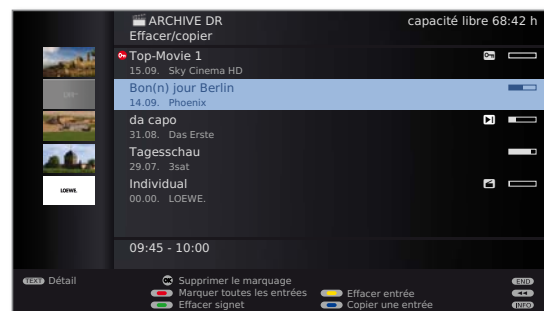 ARCHIVE DR capacité libre 68:42 h
Effacer/copier
Top-Movie 1
15.09. Sky Cinema HD
Bon(n) jour Berlin
14.09. Phoenix
da capo
31.08. Das Erste
Tagesschau
29.07. 3sat
Individual
00.00. LOEWE.
LOEWE.
09:45 - 10:00
TEXT Détail
OK Supprimer le marquage
END
Marquer toutes les entrées
Effacer entrée
Effacer signet
Copier une entrée
INFO